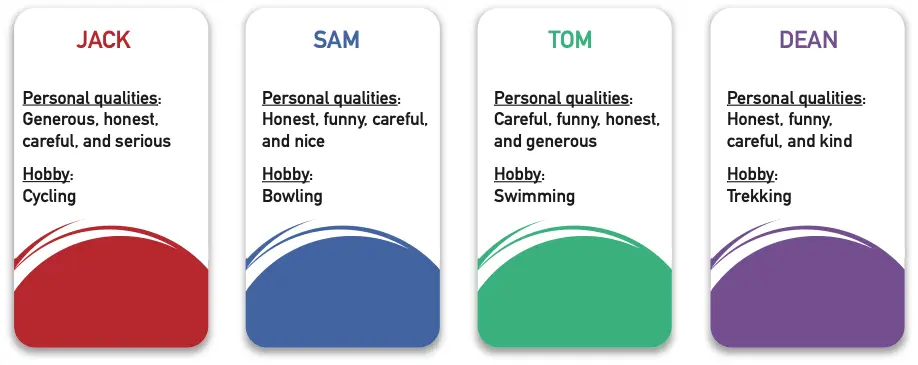 JACK
Personal qualities:
Generous, honest,
careful, and serious
Hobby:
Cycling
SAM
Personal qualities:
Honest, funny, careful,
and nice
Hobby:
Bowling
TOM
Personal qualities:
Careful, funny, honest,
and generous
Hobby:
Swimming
DEAN
Personal qualities:
Honest, funny,
careful, and kind
Hobby:
Trekking